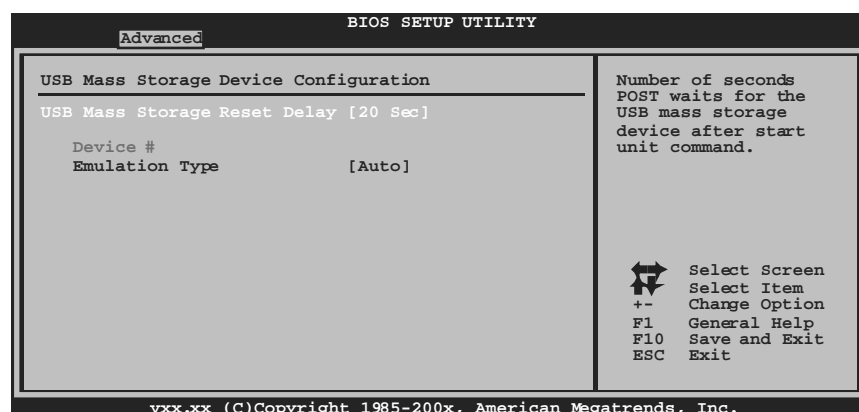 BIOS SETUP UTILITY
Advanced
USB Mass Storage Device Configuration
USB Mass Storage Reset Delay [20 Sec]
Device #
Emulation Type [Auto]
Number of seconds
POST waits for the
USB mass storage
device after start
unit command.
Select Screen
Select Item
+- Change Option
F1 General Help
F10 Save and Exit
ESC Exit
vxx.xx (C)Copyright 1985-200x, American Megatrends, Inc.